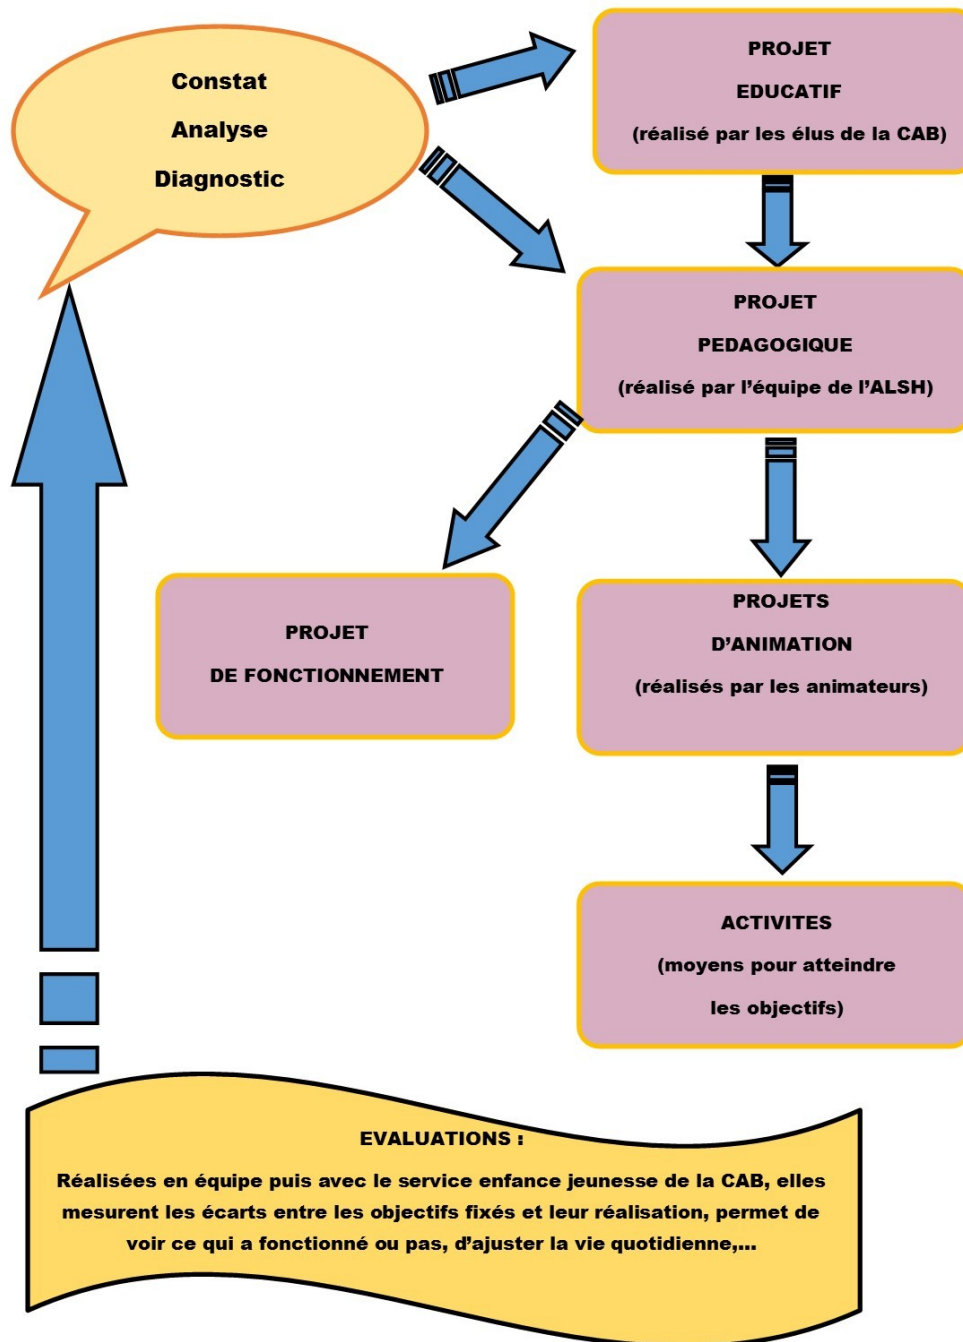 Constat
Analyse
Diagnostic
PROJET
EDUCATIF
(réalisé par les élus de la CAB)
PROJET
PEDAGOGIQUE
(réalisé par l’équipe de l’ALSH)
PROJET
DE FONCTIONNEMENT
PROJETS
D’ANIMATION
(réalisés par les animateurs)
ACTIVITES
(moyens pour atteindre
les objectifs)
EVALUATIONS :
Réalisées en équipe puis avec le service enfance jeunesse de la CAB, elles
mesurent les écarts entre les objectifs fixés et leur réalisation, permet de
voir ce qui a fonctionné ou pas, d’ajuster la vie quotidienne,…